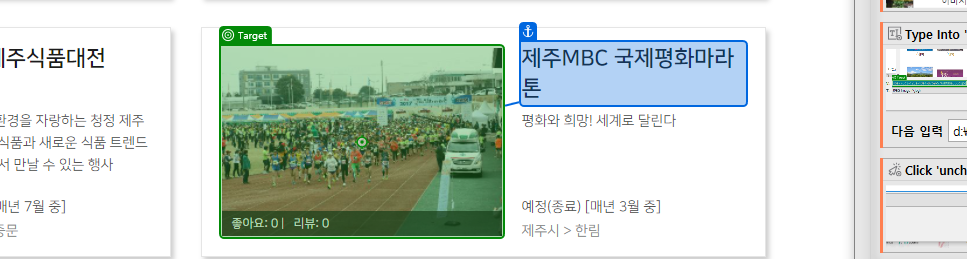 주식품대전
환경을 자랑하는 청정 제주
식품과 새로운 식품 트렌드
서 만날 수 있는 행사
매년 7월 중]
중문
Target
좋아요: 0 | 리뷰: 0
제주MBC 국제평화마라
톤
평화와 희망! 세계로 달린다
예정(종료) [매년 3월 중]
제주시 > 한림
Type Into '
다음 입력
d:\
Click 'unch